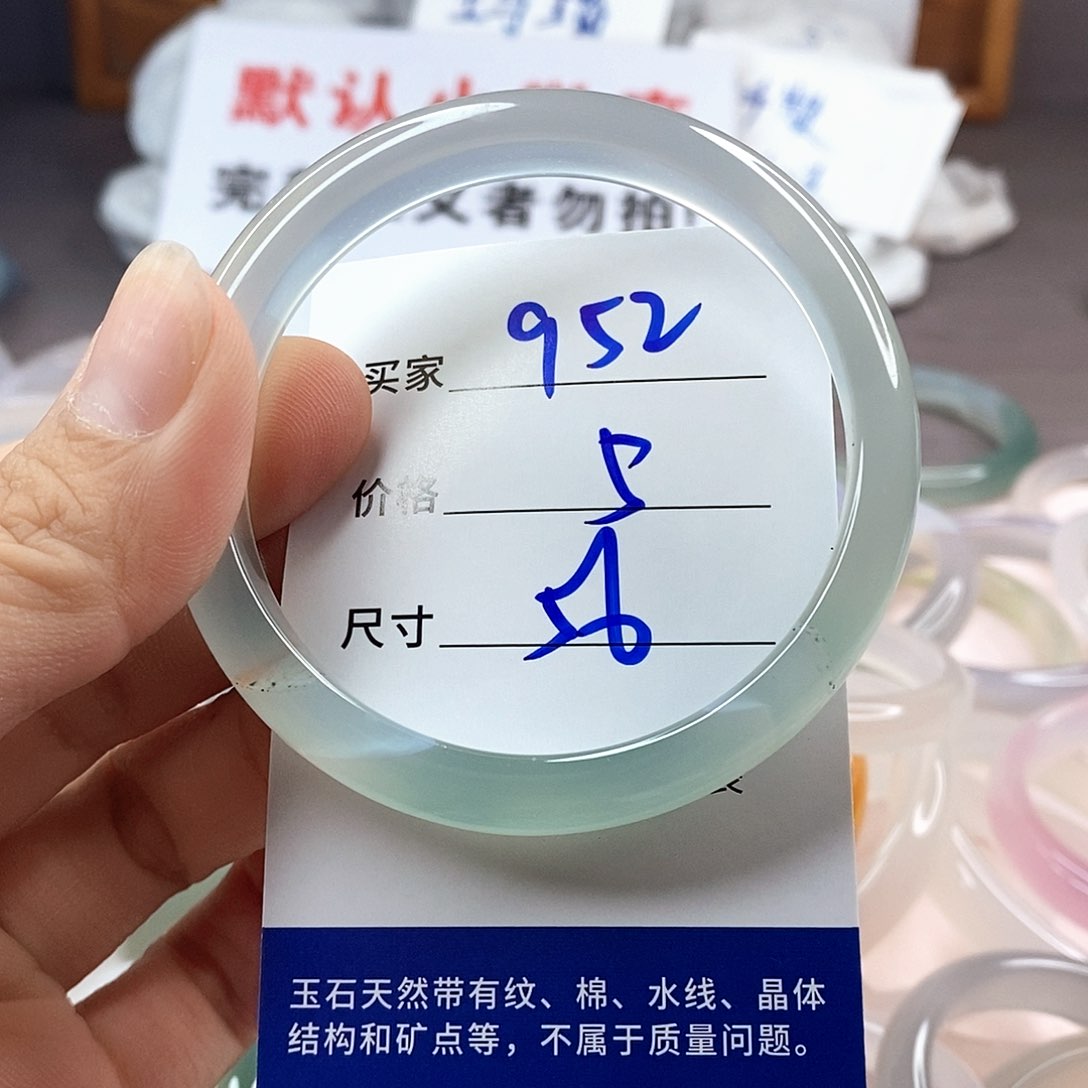 默认
完 文者勿拍
买家 952
价格 5
尺寸 56
玉石天然带有纹、棉、水线、晶体
结构和矿点等，不属于质量问题。